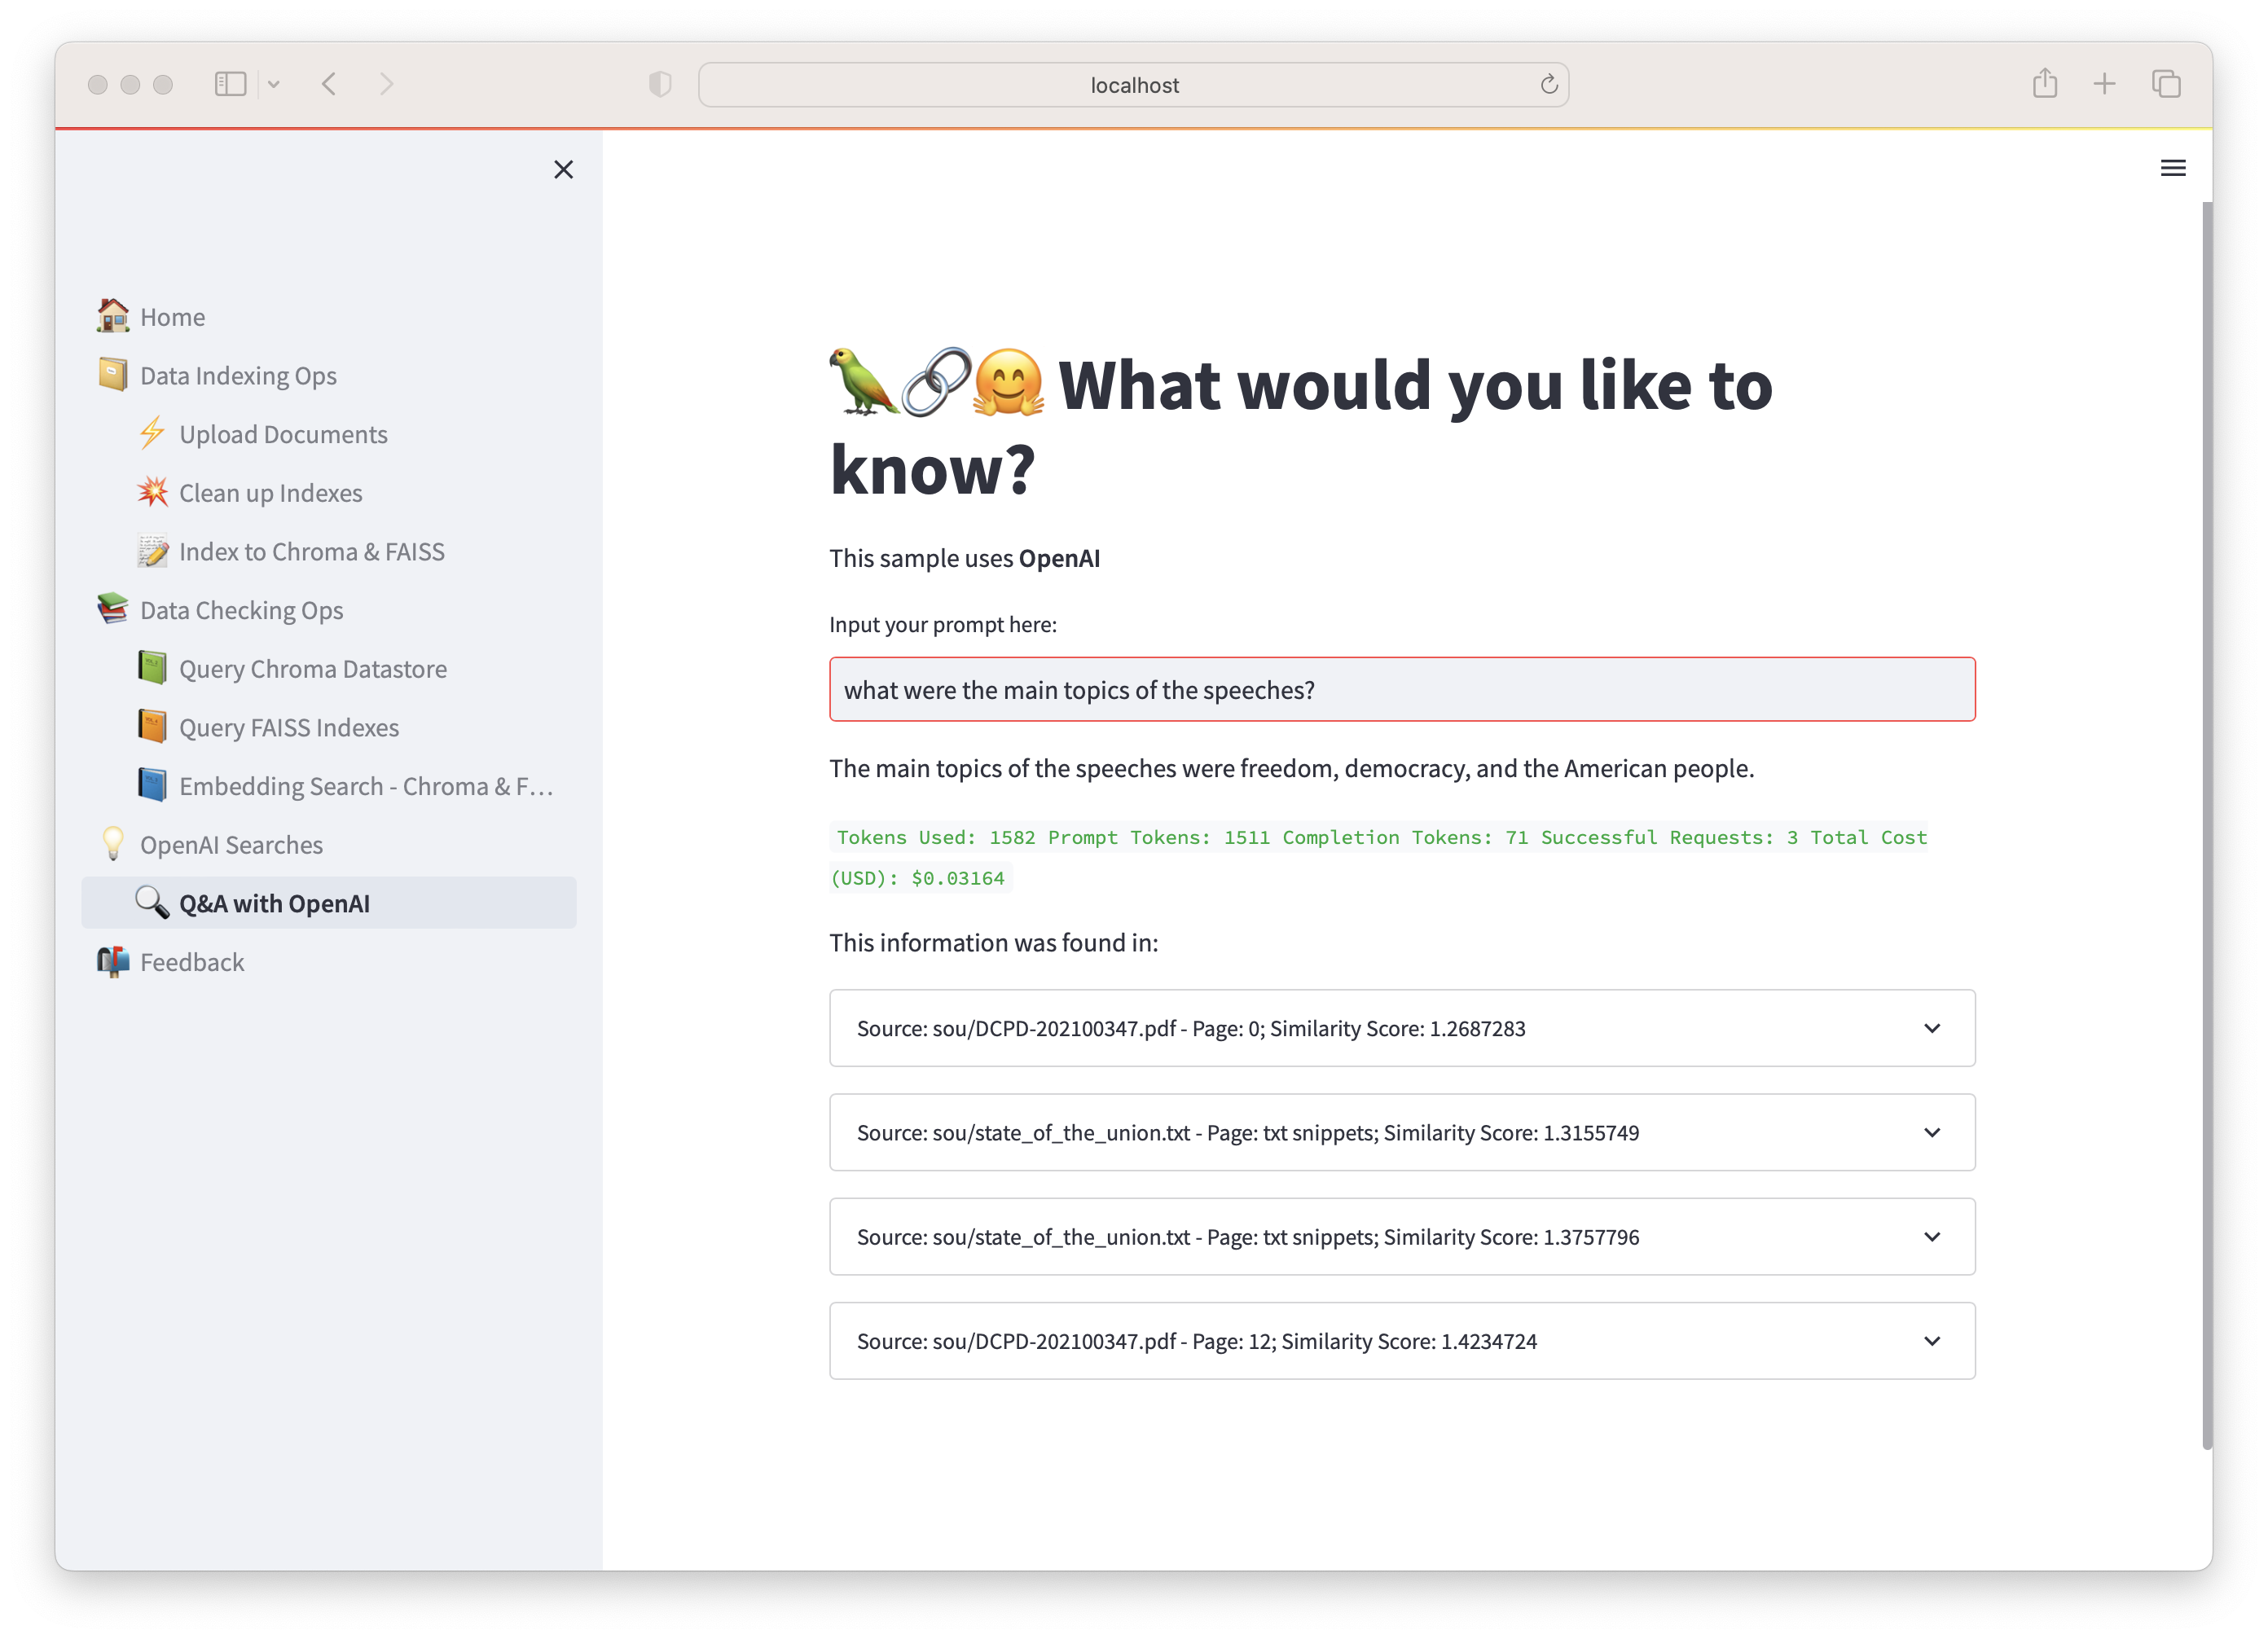 localhost
Home
Data Indexing Ops
Upload Documents
Clean up Indexes
Index to Chroma & FAISS
Data Checking Ops
Query Chroma Datastore
Query FAISS Indexes
Embedding Search - Chroma & F...
OpenAI Searches
Q&A with OpenAI
Feedback
What would you like to
know?
This sample uses OpenAI
Input your prompt here:
what were the main topics of the speeches?
The main topics of the speeches were freedom, democracy, and the American people.
Tokens Used: 1582 Prompt Tokens: 1511 Completion Tokens: 71 Successful Requests: 3 Total Cost
(USD): $0.03164
This information was found in:
Source: sou/DCPD-202100347.pdf - Page: 0; Similarity Score: 1.2687283
Source: sou/state_of_the_union.txt - Page: txt snippets; Similarity Score: 1.3155749
Source: sou/state_of_the_union.txt - Page: txt snippets; Similarity Score: 1.3757796
Source: sou/DCPD-202100347.pdf - Page: 12; Similarity Score: 1.4234724